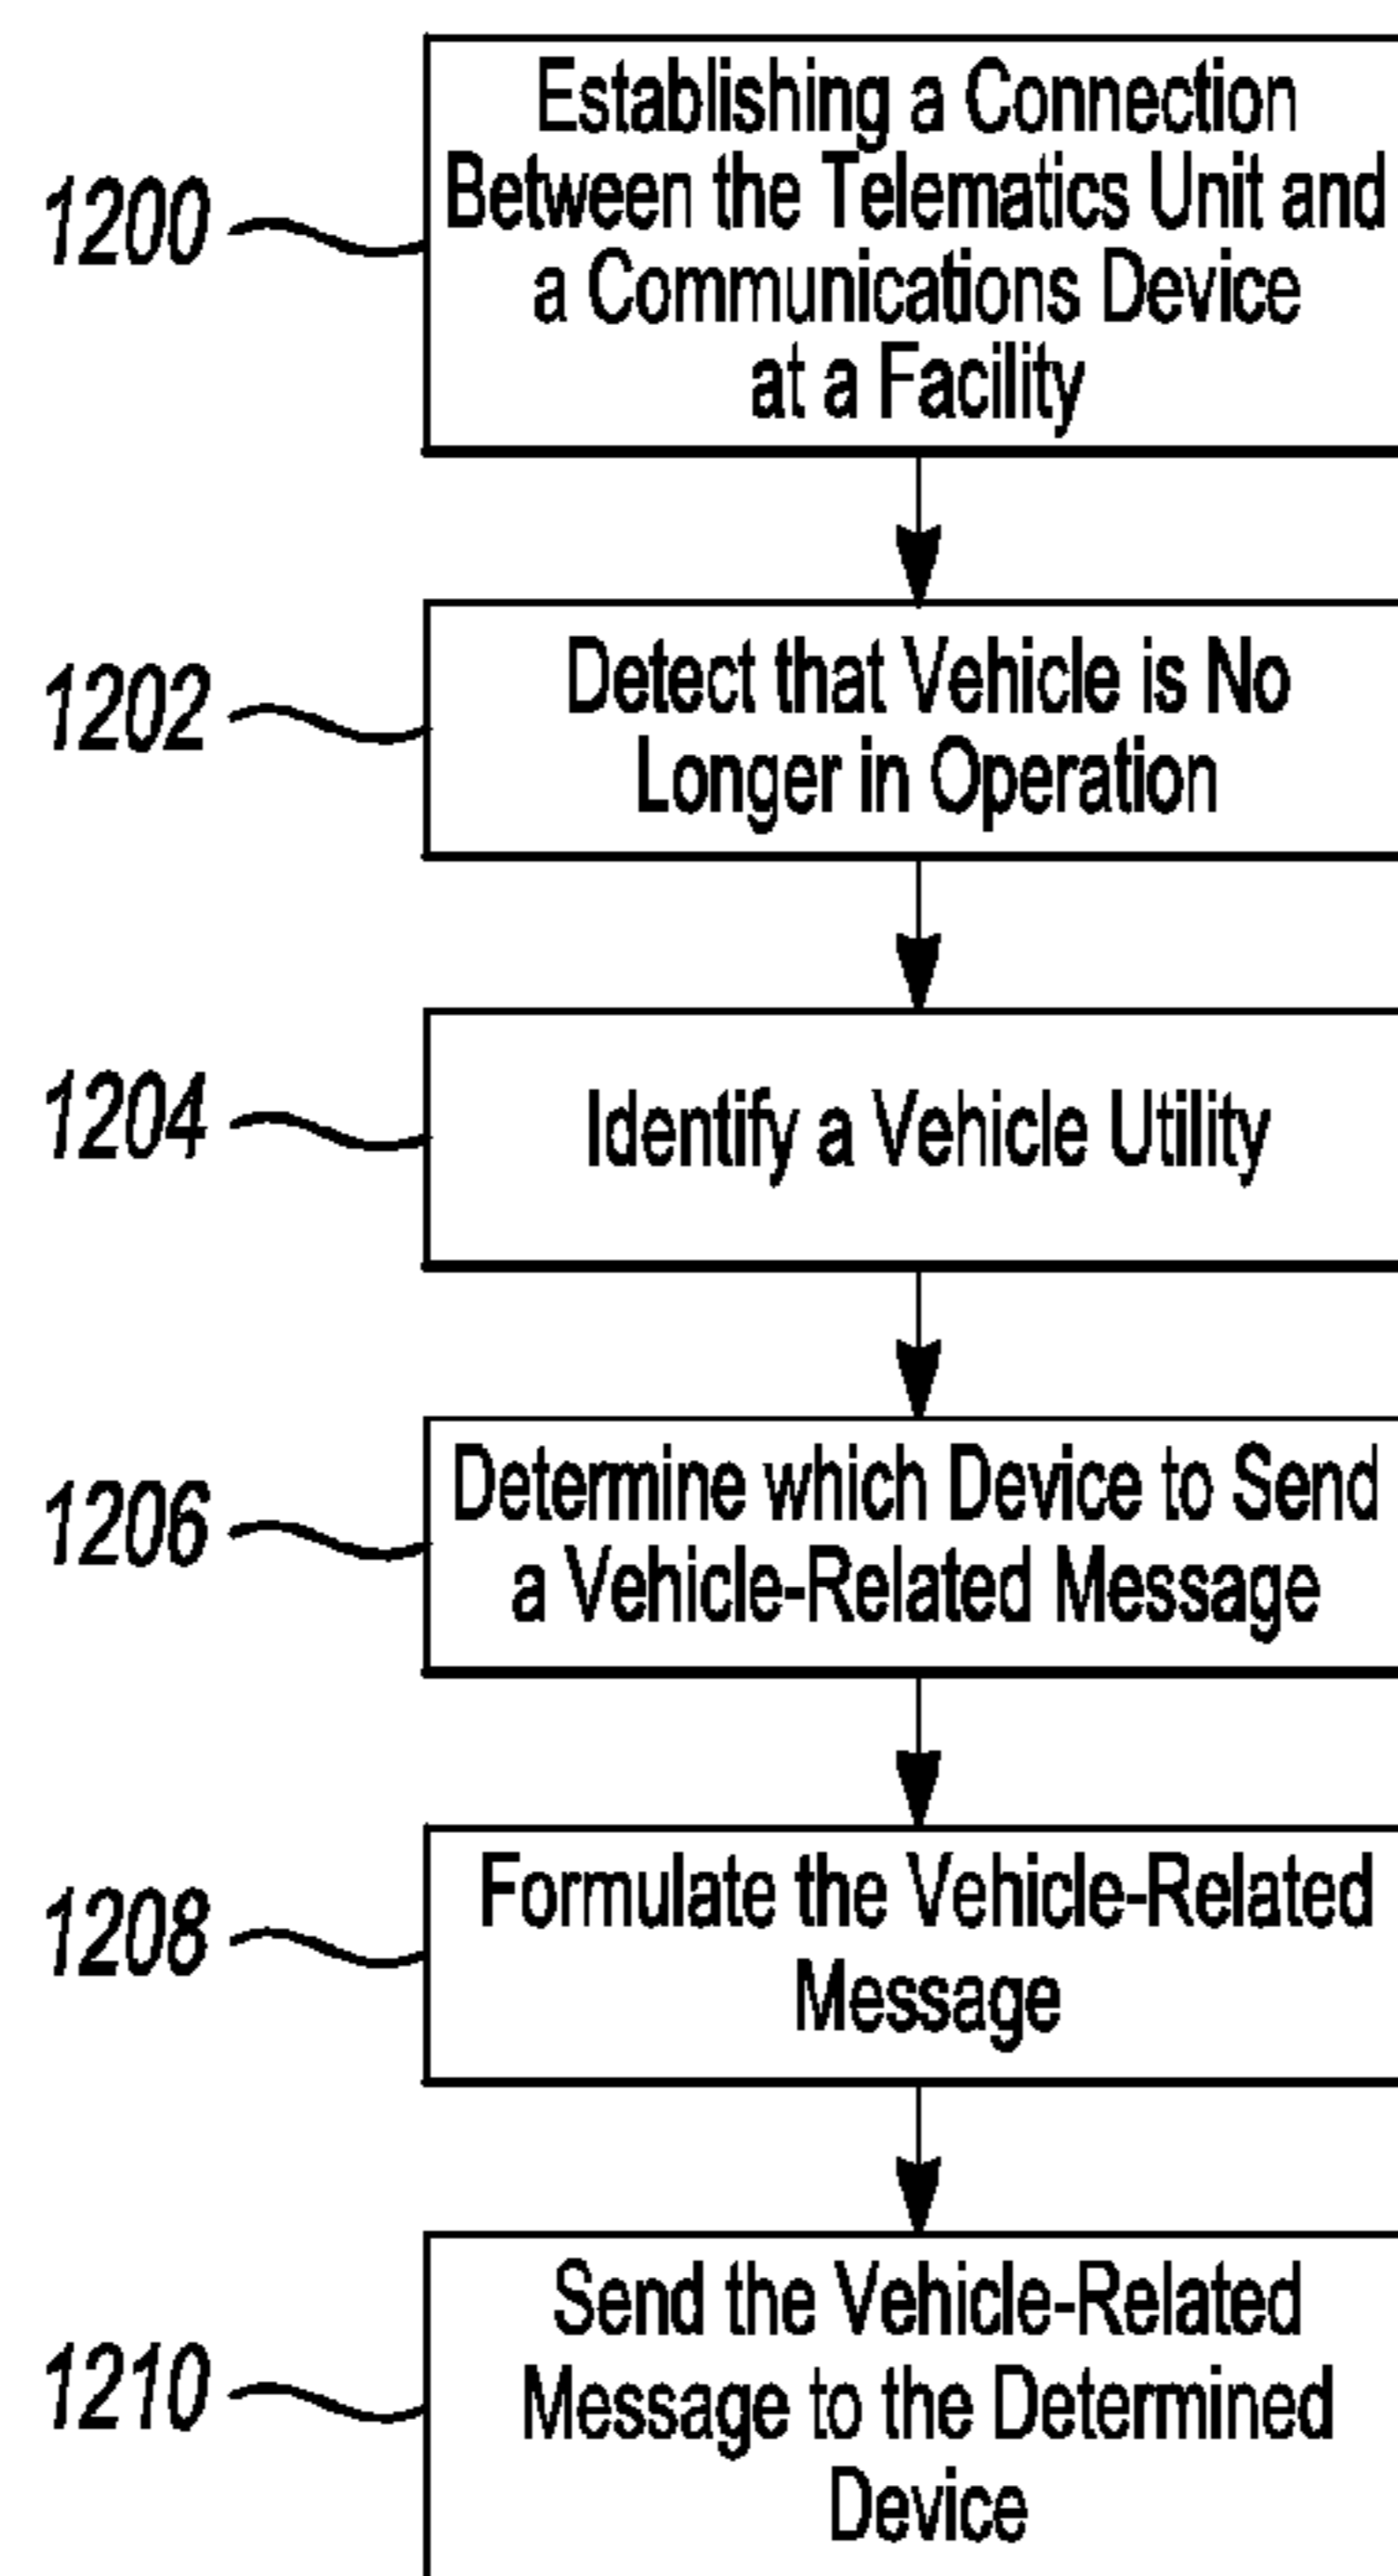 1200
Establishing a Connection
Between the Telematics Unit and
a Communications Device
at a Facility
1202
Detect that Vehicle is No
Longer in Operation
1204
Identify a Vehicle Utility
1206
Determine which Device to Send
a Vehicle-Related Message
1208
Formulate the Vehicle-Related
Message
1210
Send the Vehicle-Related
Message to the Determined
Device